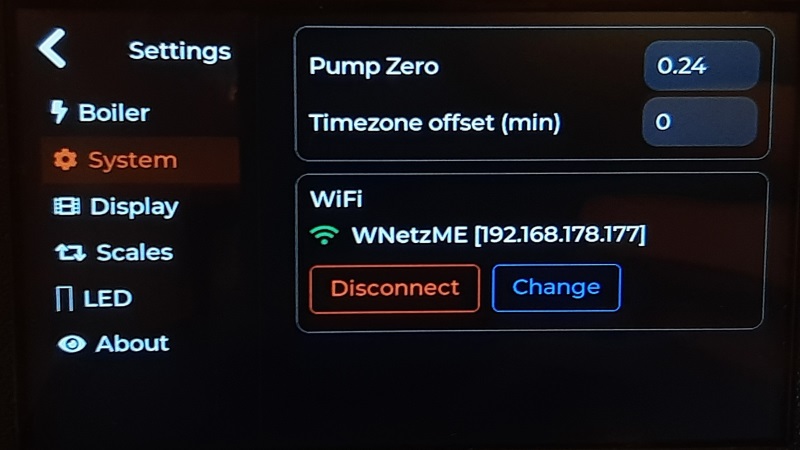 Settings
Boiler
System
Display
Scales
LED
About
Pump Zero 0.24
Timezone offset (min) 0
WiFi
WNetzME [192.168.178.177]
Disconnect Change